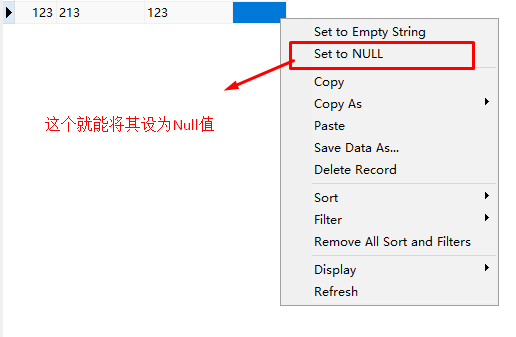 123 213 123
Set to Empty String
Set to NULL
Copy
Copy As
Paste
Save Data As...
Delete Record
Sort
Filter
Remove All Sort and Filters
Display
Refresh
这个就能将其设为Null值